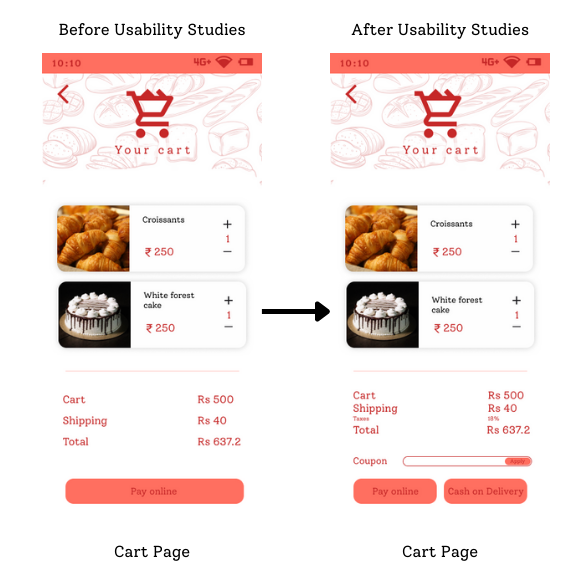 Before Usability Studies
10:10 4G+
Your cart
Croissants
₹ 250
+
1
−
White forest
cake
₹ 250
+
1
−
Cart Rs 500
Shipping Rs 40
Total Rs 637.2
Pay online
Cart Page
After Usability Studies
10:10 4G+
Your cart
Croissants
₹ 250
+
1
−
White forest
cake
₹ 250
+
1
−
Cart Rs 500
Shipping Rs 40
Taxes 18%
Total Rs 637.2
Coupon Apply
Pay online Cash on Delivery
Cart Page